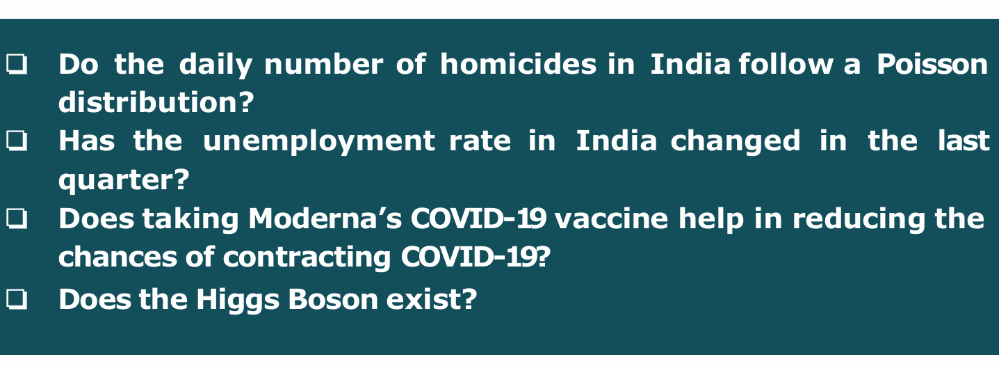 ❏ Do the daily number of homicides in India follow a Poisson
distribution?
❏ Has the unemployment rate in India changed in the last
quarter?
❏ Does taking Moderna’s COVID-19 vaccine help in reducing the
chances of contracting COVID-19?
❏ Does the Higgs Boson exist?